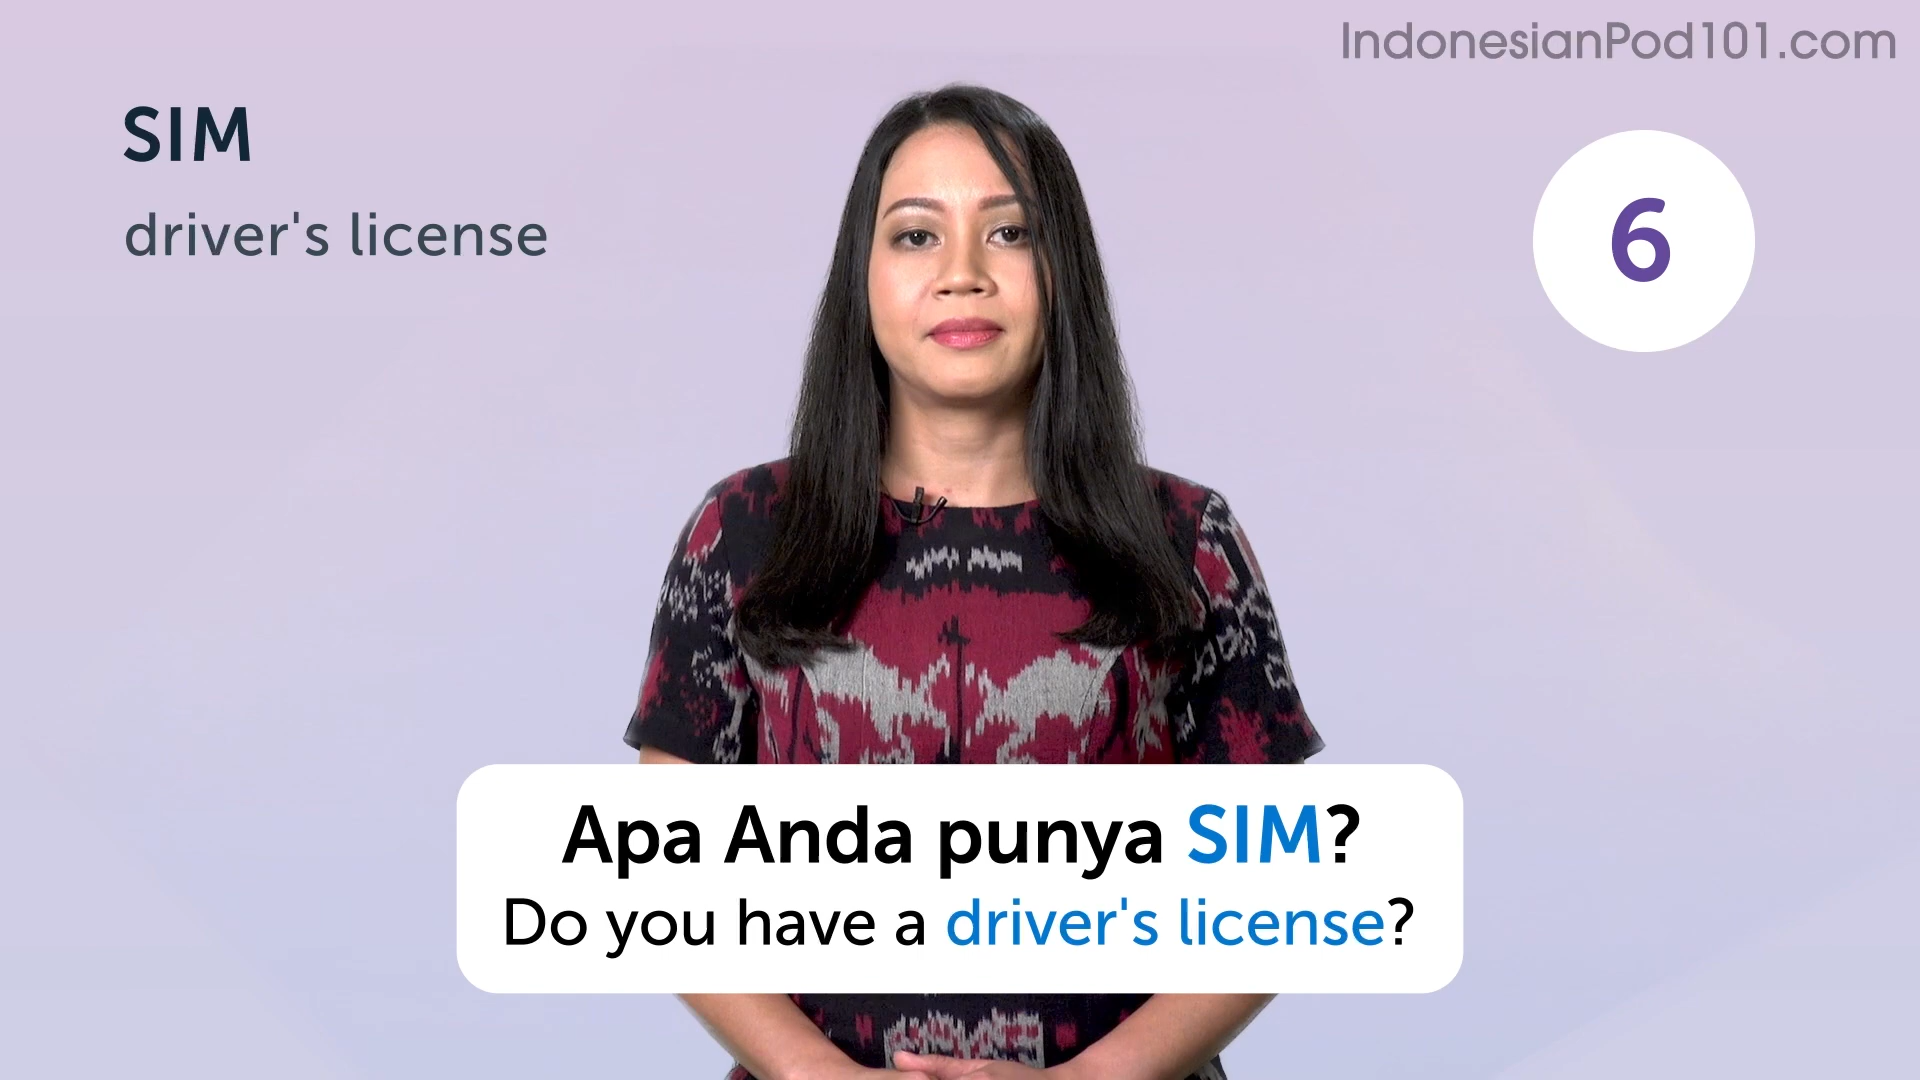 IndonesianPod101.com
SIM
driver's license
6
Apa Anda punya SIM?
Do you have a driver's license?